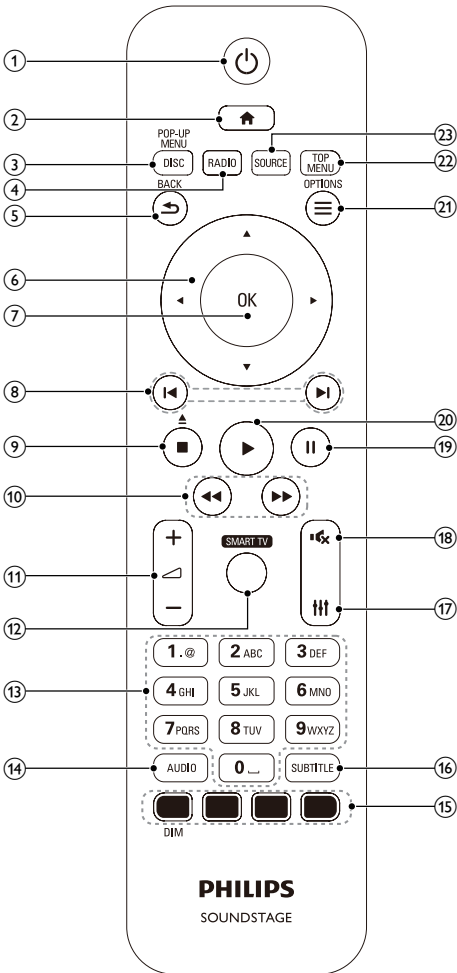 ①
②
POP-UP
MENU
③ DISC RADIO SOURCE TOP MENU ㉓ ㉒
④
BACK OPTIONS
⑤ ㉑
⑥
OK
⑦
⑧
⑳
⑨ ⑲
⑩
SMART TV ⑱
+
⑪
−
⑫ ⑰
1.@ 2 ABC 3 DEF
⑬ 4 GHI 5 JKL 6 MNO
7 PQRS 8 TUV 9 WXYZ
⑭ AUDIO 0 SUBTITLE ⑯
⑮
DIM
PHILIPS
SOUNDSTAGE